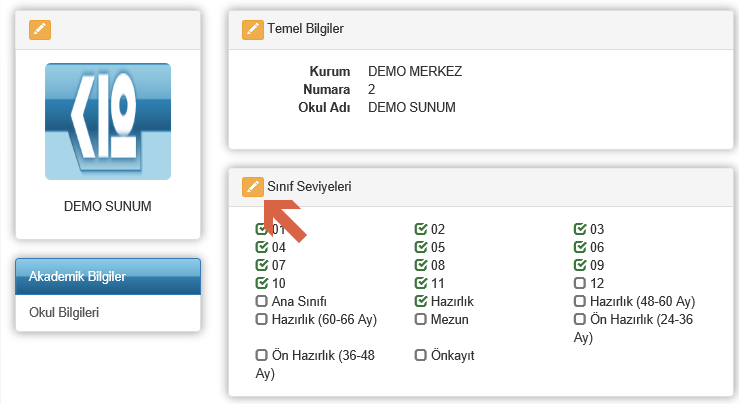 DEMO SUNUM
Akademik Bilgiler
Okul Bilgileri
Temel Bilgiler
Kurum DEMO MERKEZ
Numara 2
Okul Adı DEMO SUNUM
Sınıf Seviyeleri
01 02 03
04 05 06
07 08 09
10 11 12
Ana Sınıfı Hazırlık Hazırlık (48-60 Ay)
Hazırlık (60-66 Ay) Mezun Ön Hazırlık (24-36
Ay)
Ön Hazırlık (36-48 Önkayıt
Ay)